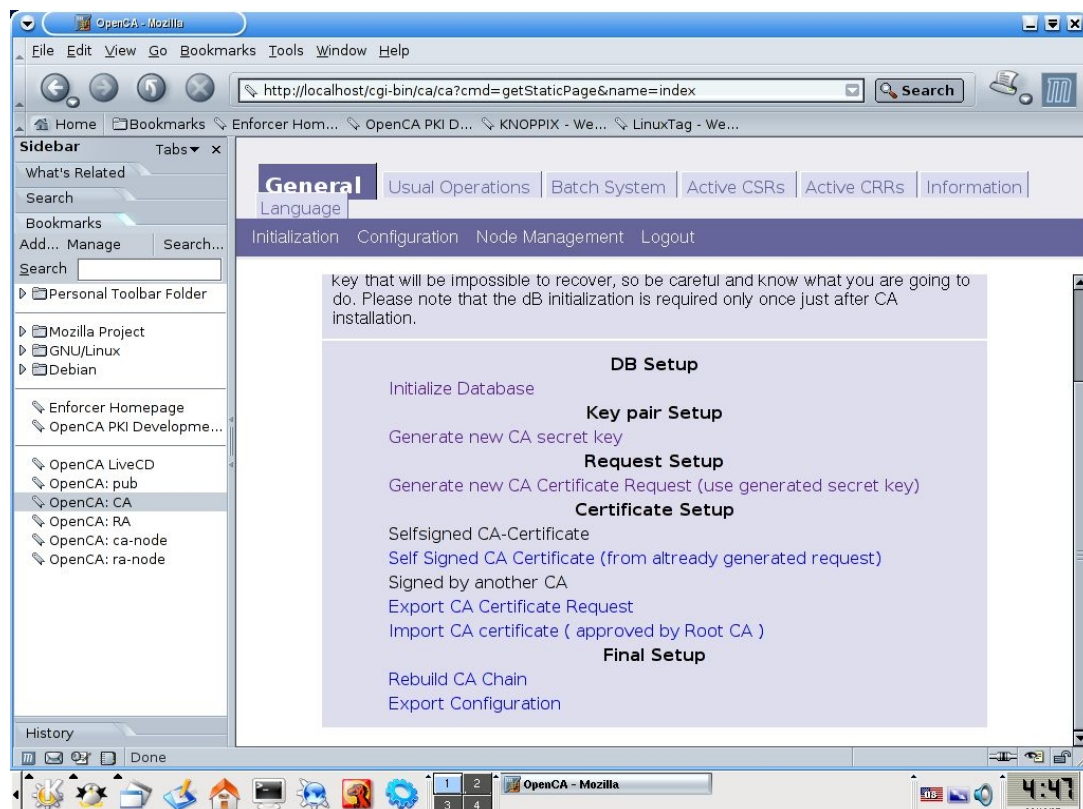 OpenCA - Mozilla
File Edit View Go Bookmarks Tools Window Help
http://localhost/cgi-bin/ca/ca?cmd=getStaticPage&name=index
Search
Home Bookmarks Enforcer Hom... OpenCA PKI D... KNOPPIX - We... LinuxTag - We...
Sidebar Tabs x
What's Related
Search
Bookmarks
Add... Manage Search...
Search
Personal Toolbar Folder
Mozilla Project
GNU/Linux
Debian
Enforcer Homepage
OpenCA PKI Developme...
OpenCA LiveCD
OpenCA: pub
OpenCA: CA
OpenCA: RA
OpenCA: ca-node
OpenCA: ra-node
History
General Usual Operations Batch System Active CSRs Active CRRs Information
Language
Initialization Configuration Node Management Logout
key that will be impossible to recover, so be careful and know what you are going to
do. Please note that the dB initialization is required only once just after CA
installation.
DB Setup
Initialize Database
Key pair Setup
Generate new CA secret key
Request Setup
Generate new CA Certificate Request (use generated secret key)
Certificate Setup
Selfsigned CA-Certificate
Self Signed CA Certificate (from altready generated request)
Signed by another CA
Export CA Certificate Request
Import CA certificate ( approved by Root CA )
Final Setup
Rebuild CA Chain
Export Configuration
Done
1 2
3 4
OpenCA - Mozilla
4:47